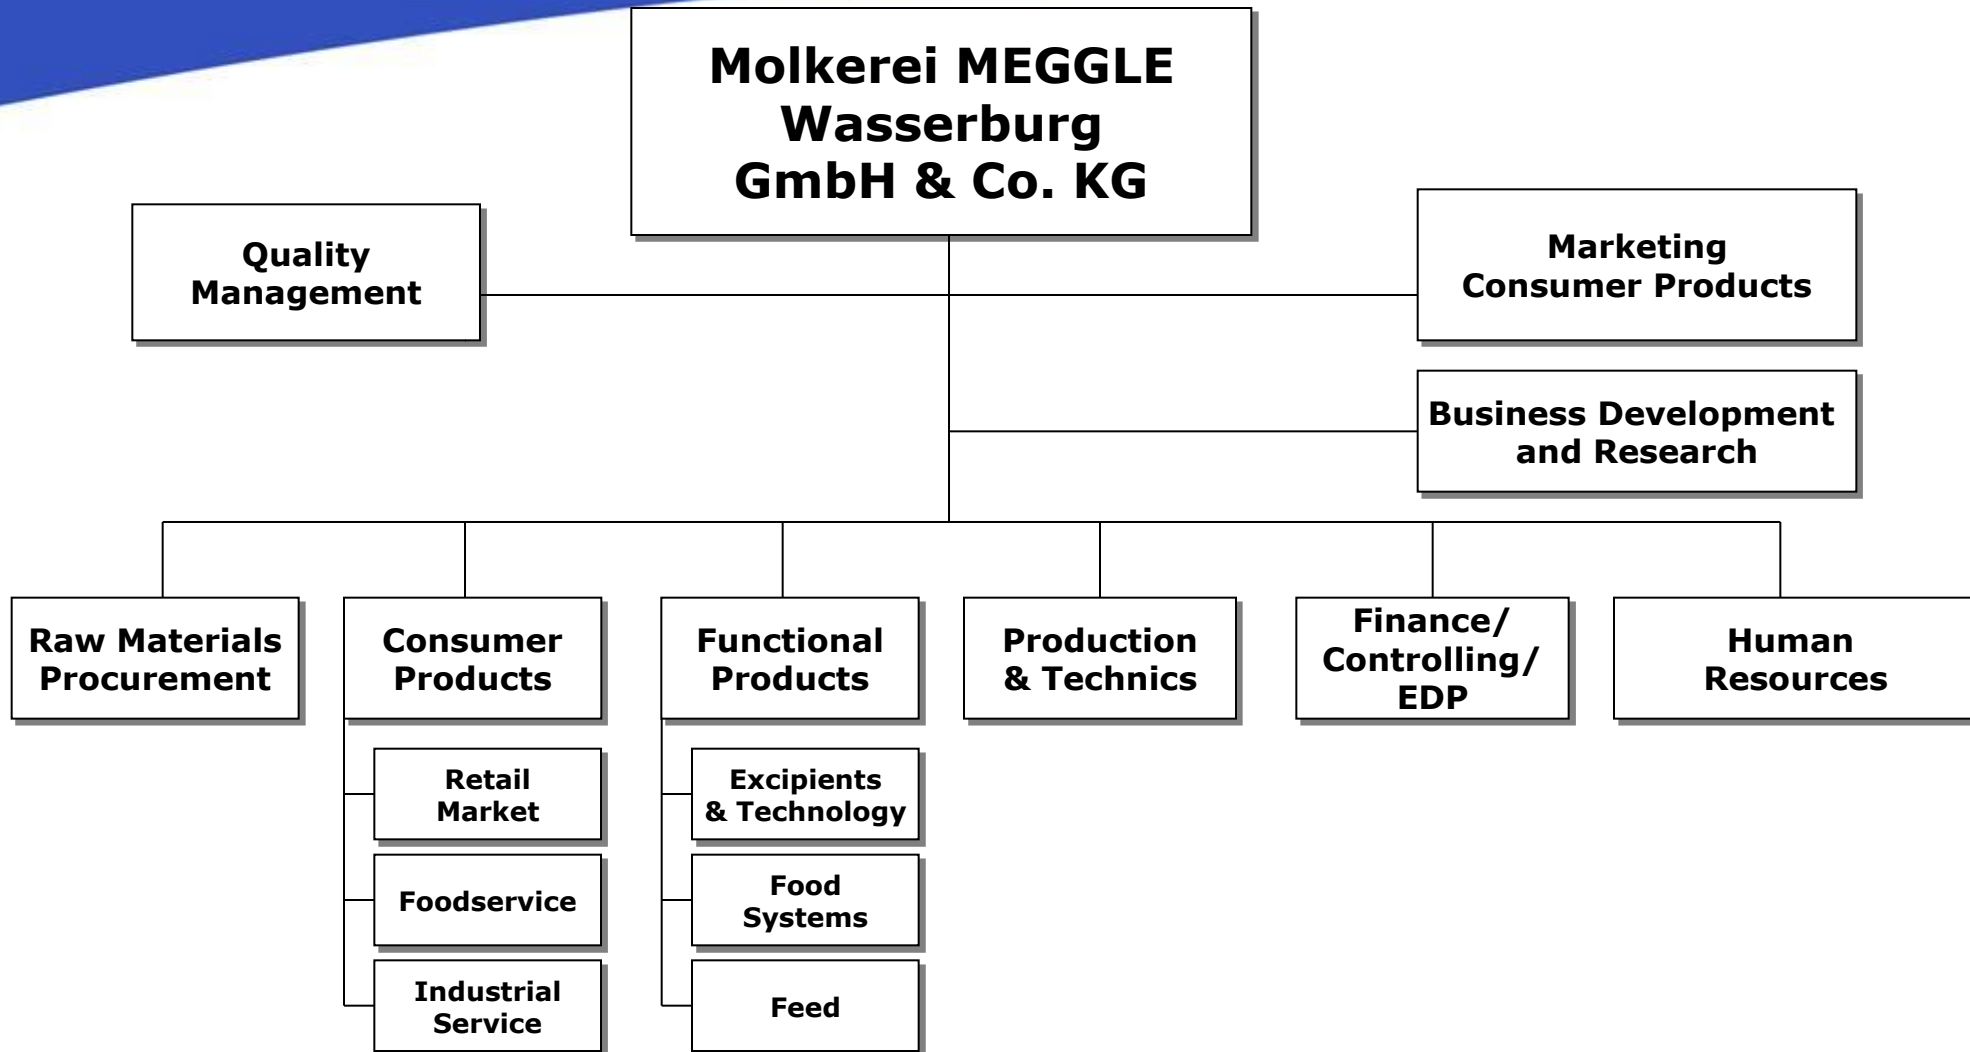 Molkerei MEGGLE
Wasserburg
GmbH & Co. KG
Quality
Management
Marketing
Consumer Products
Business Development
and Research
Raw Materials
Procurement
Consumer
Products
Functional
Products
Production
& Technics
Finance/
Controlling/
EDP
Human
Resources
Retail
Market
Foodservice
Industrial
Service
Excipients
& Technology
Food
Systems
Feed